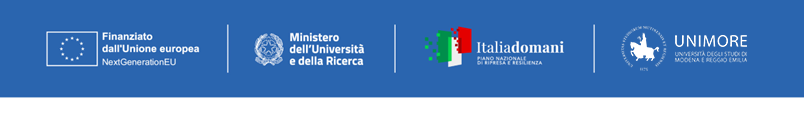 Finanziato
dall'Unione europea
NextGenerationEU
Ministero
dell'Università
e della Ricerca
Italiadomani
PIANO NAZIONALE
DI RIPRESA E RESILIENZA
1175
UNIMORE
UNIVERSITÀ DEGLI STUDI DI
MODENA E REGGIO EMILIA